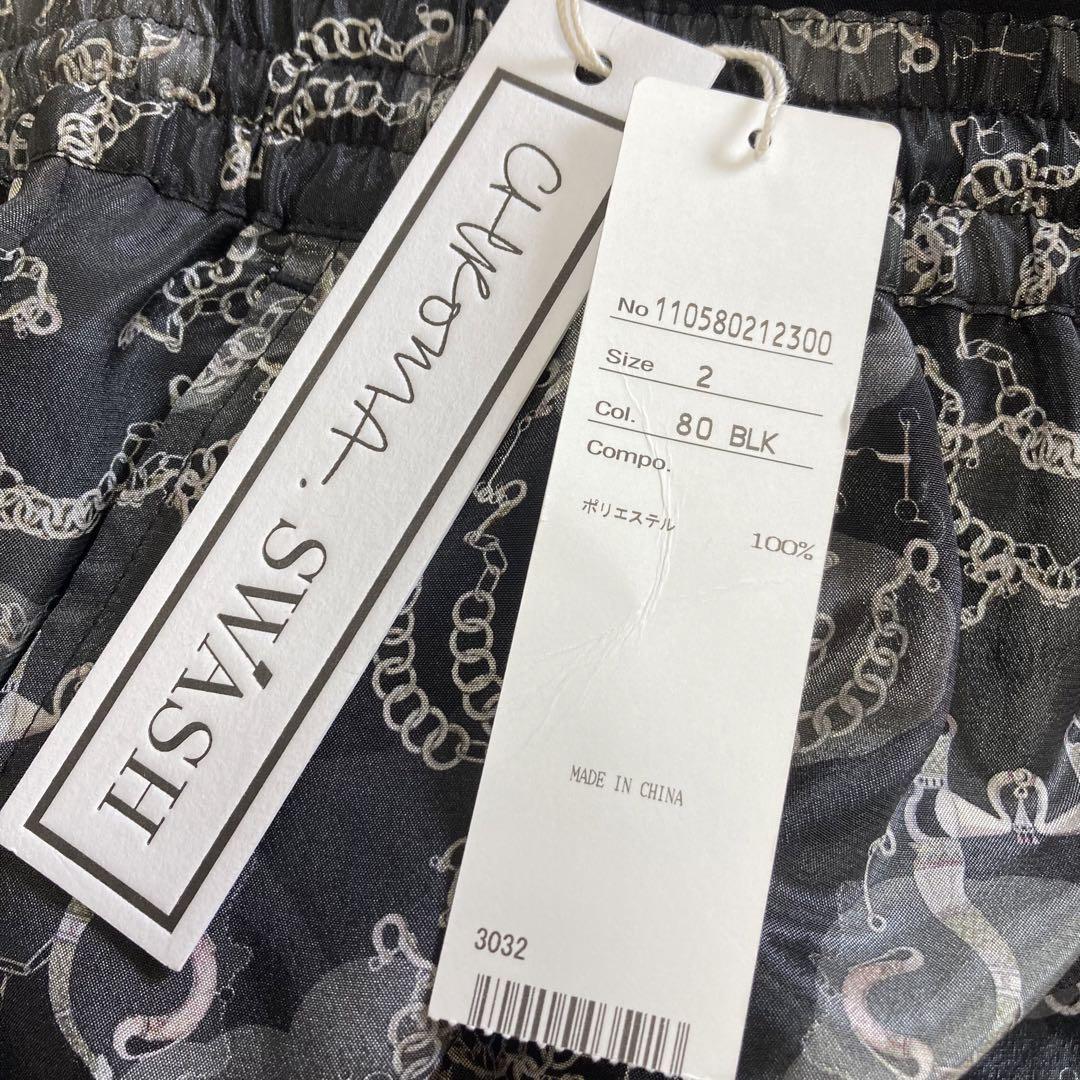 CHKOWA. SWASH
No 110580212300
Size 2
Col. 80 BLK
Compo.
ポリエステル 100%
MADE IN CHINA
3032